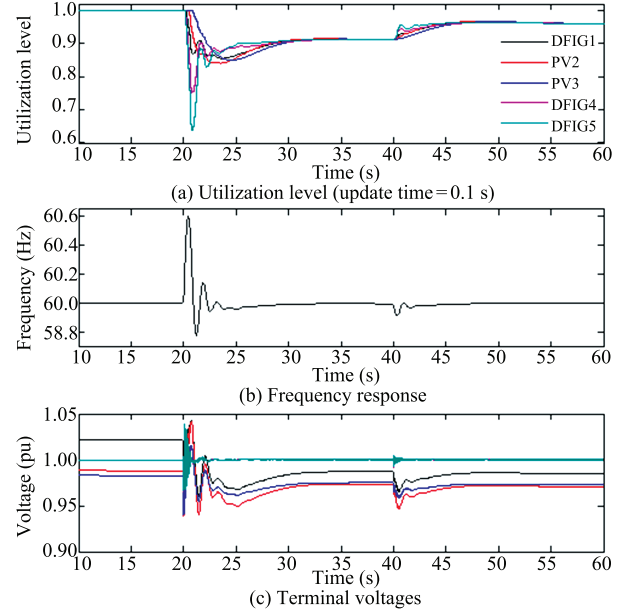 1.0
0.9
0.8
0.7
0.6
Utilization level
DFIG1
PV2
PV3
DFIG4
DFIG5
10 15 20 25 30 35 40 45 50 55 60
Time (s)
(a) Utilization level (update time = 0.1 s)
60.6
60.4
60.2
60.0
58.8
Frequency (Hz)
10 15 20 25 30 35 40 45 50 55 60
Time (s)
(b) Frequency response
1.05
1.00
0.95
0.90
Voltage (pu)
10 15 20 25 30 35 40 45 50 55 60
Time (s)
(c) Terminal voltages